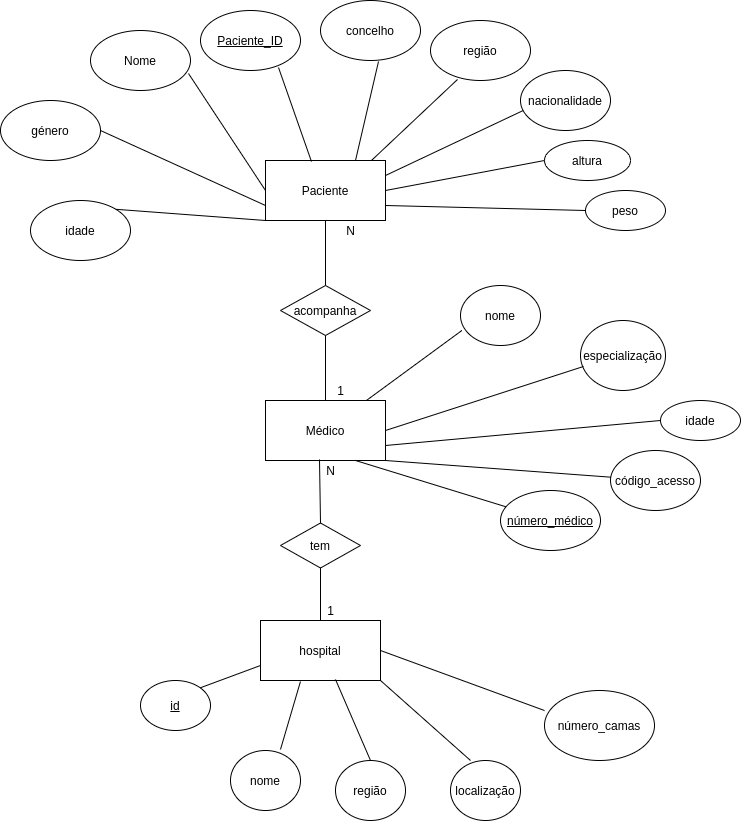 concelho
Paciente_ID
região
Nome
nacionalidade
género
altura
Paciente
peso
idade
N
acompanha
nome
especialização
1
idade
Médico
N
código_acesso
número_médico
tem
1
hospital
id
número_camas
nome
região
localização